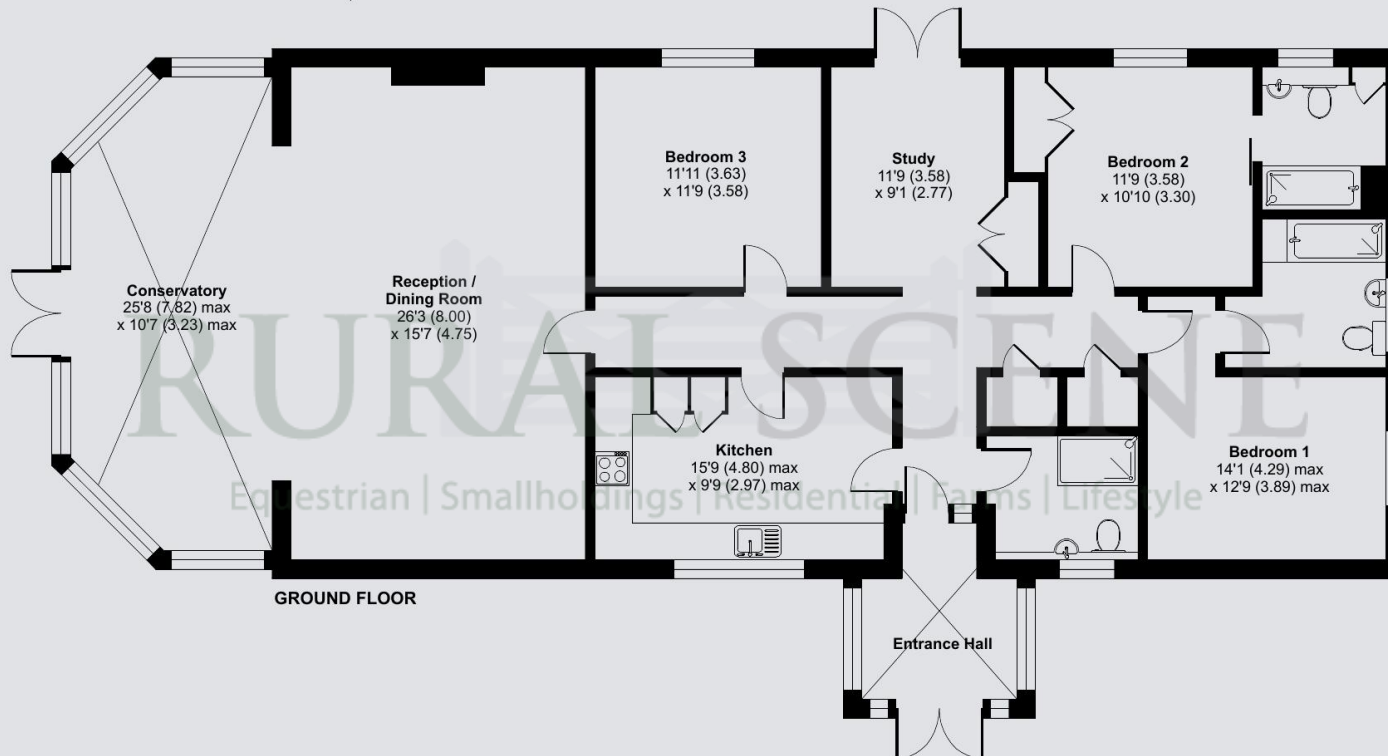 Conservatory
25'8 (7.82) max
x 10'7 (3.23) max
Reception /
Dining Room
26'3 (8.00)
x 15'7 (4.75)
Bedroom 3
11'11 (3.63)
x 11'9 (3.58)
Study
11'9 (3.58)
x 9'1 (2.77)
Bedroom 2
11'9 (3.58)
x 10'10 (3.30)
Kitchen
15'9 (4.80) max
x 9'9 (2.97) max
Bedroom 1
14'1 (4.29) max
x 12'9 (3.89) max
Entrance Hall
GROUND FLOOR
RURAL SCENE
Equestrian | Smallholdings | Residential | Farms | Lifestyle